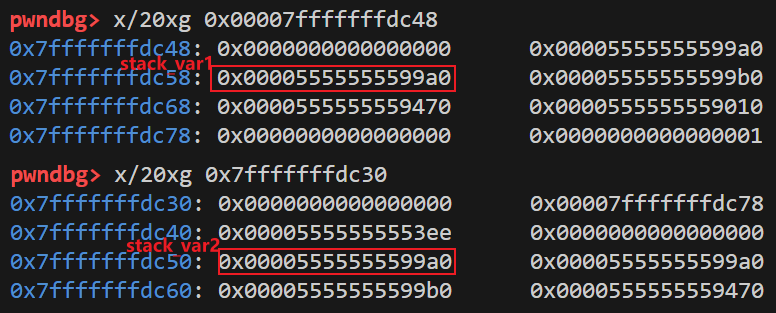 pwndbg> x/20xg 0x00007fffffffdc48
0x7fffffffdc48: 0x0000000000000000 0x00005555555599a0
stack_var1
0x7fffffffdc58: 0x00005555555599a0 0x00005555555599b0
0x7fffffffdc68: 0x0000555555559470 0x0000555555559010
0x7fffffffdc78: 0x0000000000000000 0x0000000000000001
pwndbg> x/20xg 0x7fffffffdc30
0x7fffffffdc30: 0x0000000000000000 0x00007fffffffdc78
0x7fffffffdc40: 0x00005555555553ee 0x0000000000000000
stack_var2
0x7fffffffdc50: 0x00005555555599a0 0x00005555555599a0
0x7fffffffdc60: 0x00005555555599b0 0x0000555555559470